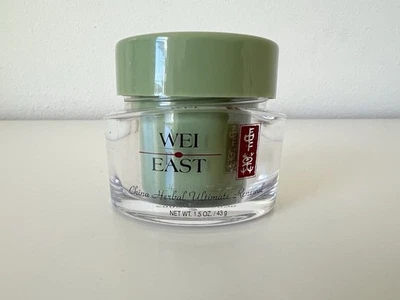 WEI
EAST
China Herbal Ultimate
NET WT. 1.5 OZ. / 43 g